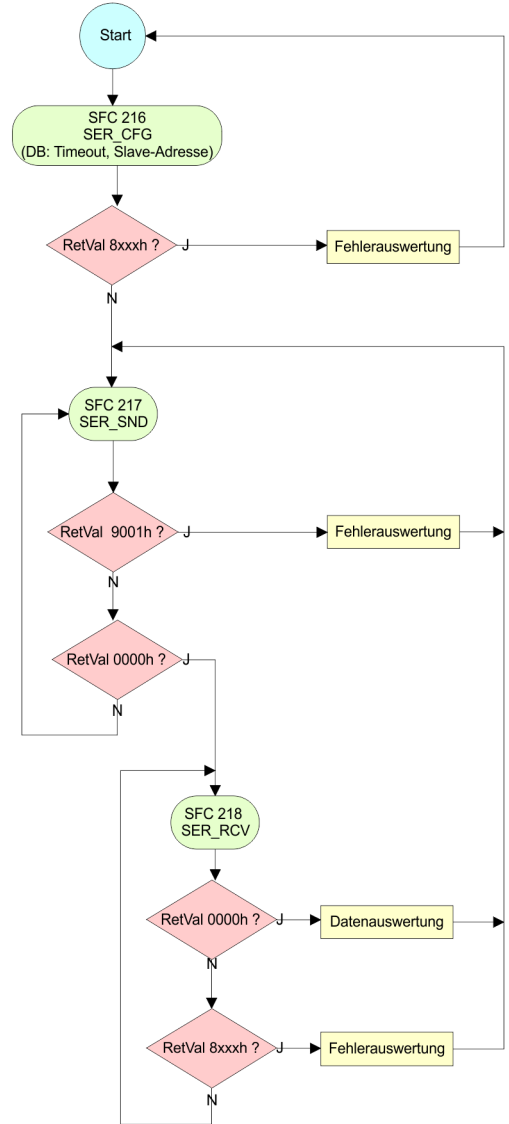 Start
SFC 216
SER_CFG
(DB: Timeout, Slave-Adresse)
RetVal 8xxxh ?
J
Fehlerauswertung
N
SFC 217
SER_SND
RetVal 9001h ?
J
Fehlerauswertung
N
RetVal 0000h ?
J
N
SFC 218
SER_RCV
RetVal 0000h ?
J
Datenauswertung
N
RetVal 8xxxh ?
J
Fehlerauswertung
N